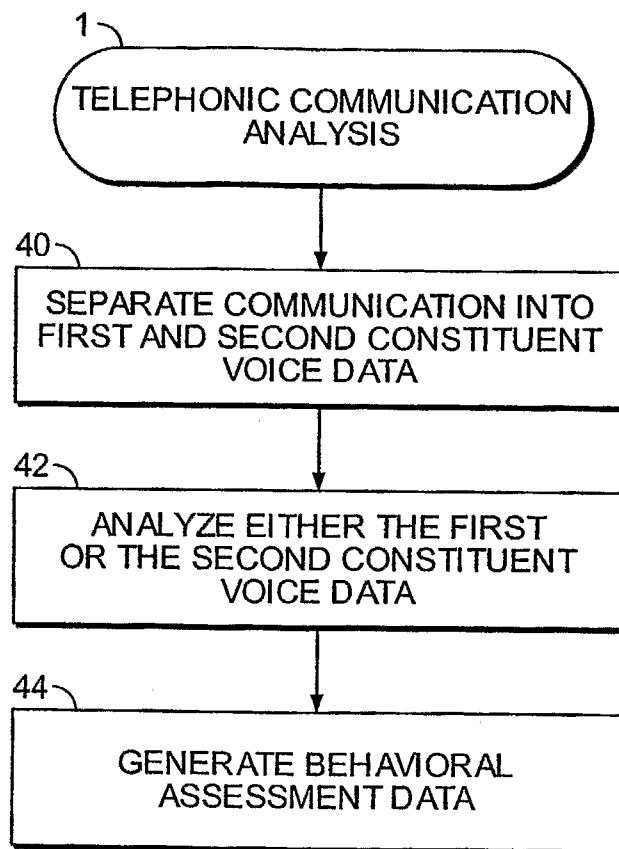 1
TELEPHONIC COMMUNICATION
ANALYSIS
40
SEPARATE COMMUNICATION INTO
FIRST AND SECOND CONSTITUENT
VOICE DATA
42
ANALYZE EITHER THE FIRST
OR THE SECOND CONSTITUENT
VOICE DATA
44
GENERATE BEHAVIORAL
ASSESSMENT DATA